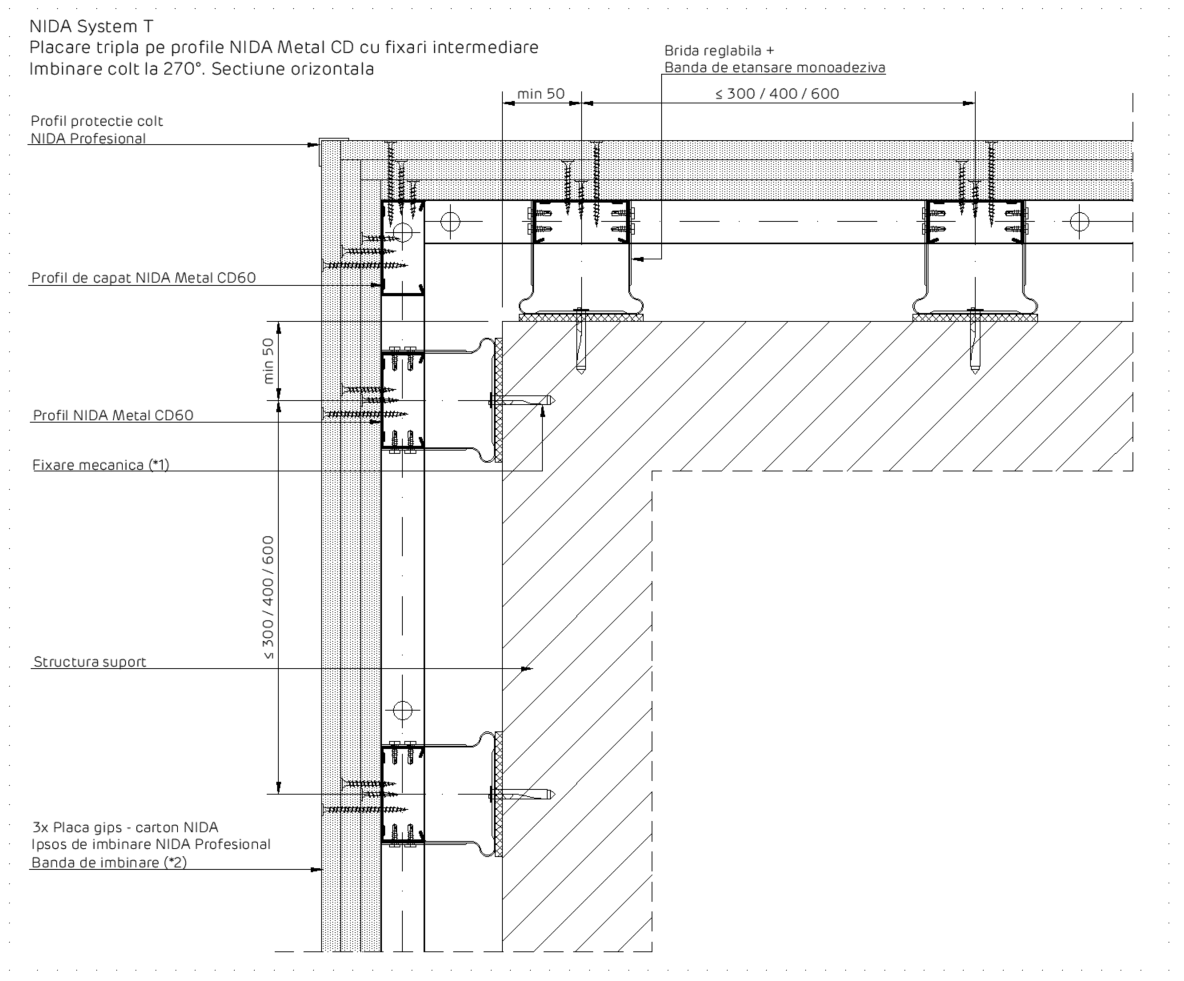 NIDA System T
Placare tripla pe profile NIDA Metal CD cu fixari intermediare
Imbinare colt la 270°. Sectiune orizontala
Brida reglabila +
Banda de etansare monoadeziva
min 50
≤ 300 / 400 / 600
Profil protectie colt
NIDA Profesional
Profil de capat NIDA Metal CD60
min 50
Profil NIDA Metal CD60
Fixare mecanica (*1)
≤ 300 / 400 / 600
Structura suport
3x Placa gips - carton NIDA
Ipsos de imbinare NIDA Profesional
Banda de imbinare (*2)